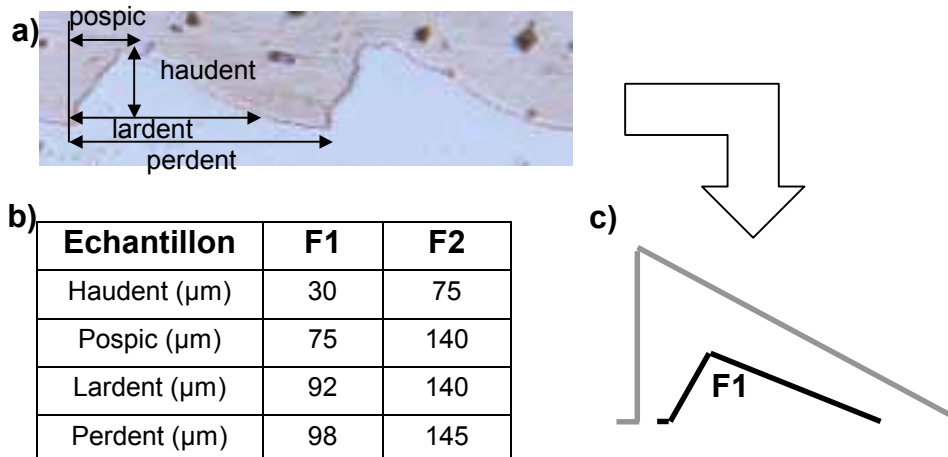 a)
pospic
haudent
lardent
perdent
b)
Echantillon F1 F2
Haudent (µm) 30 75
Pospic (µm) 75 140
Lardent (µm) 92 140
Perdent (µm) 98 145
c)
F1